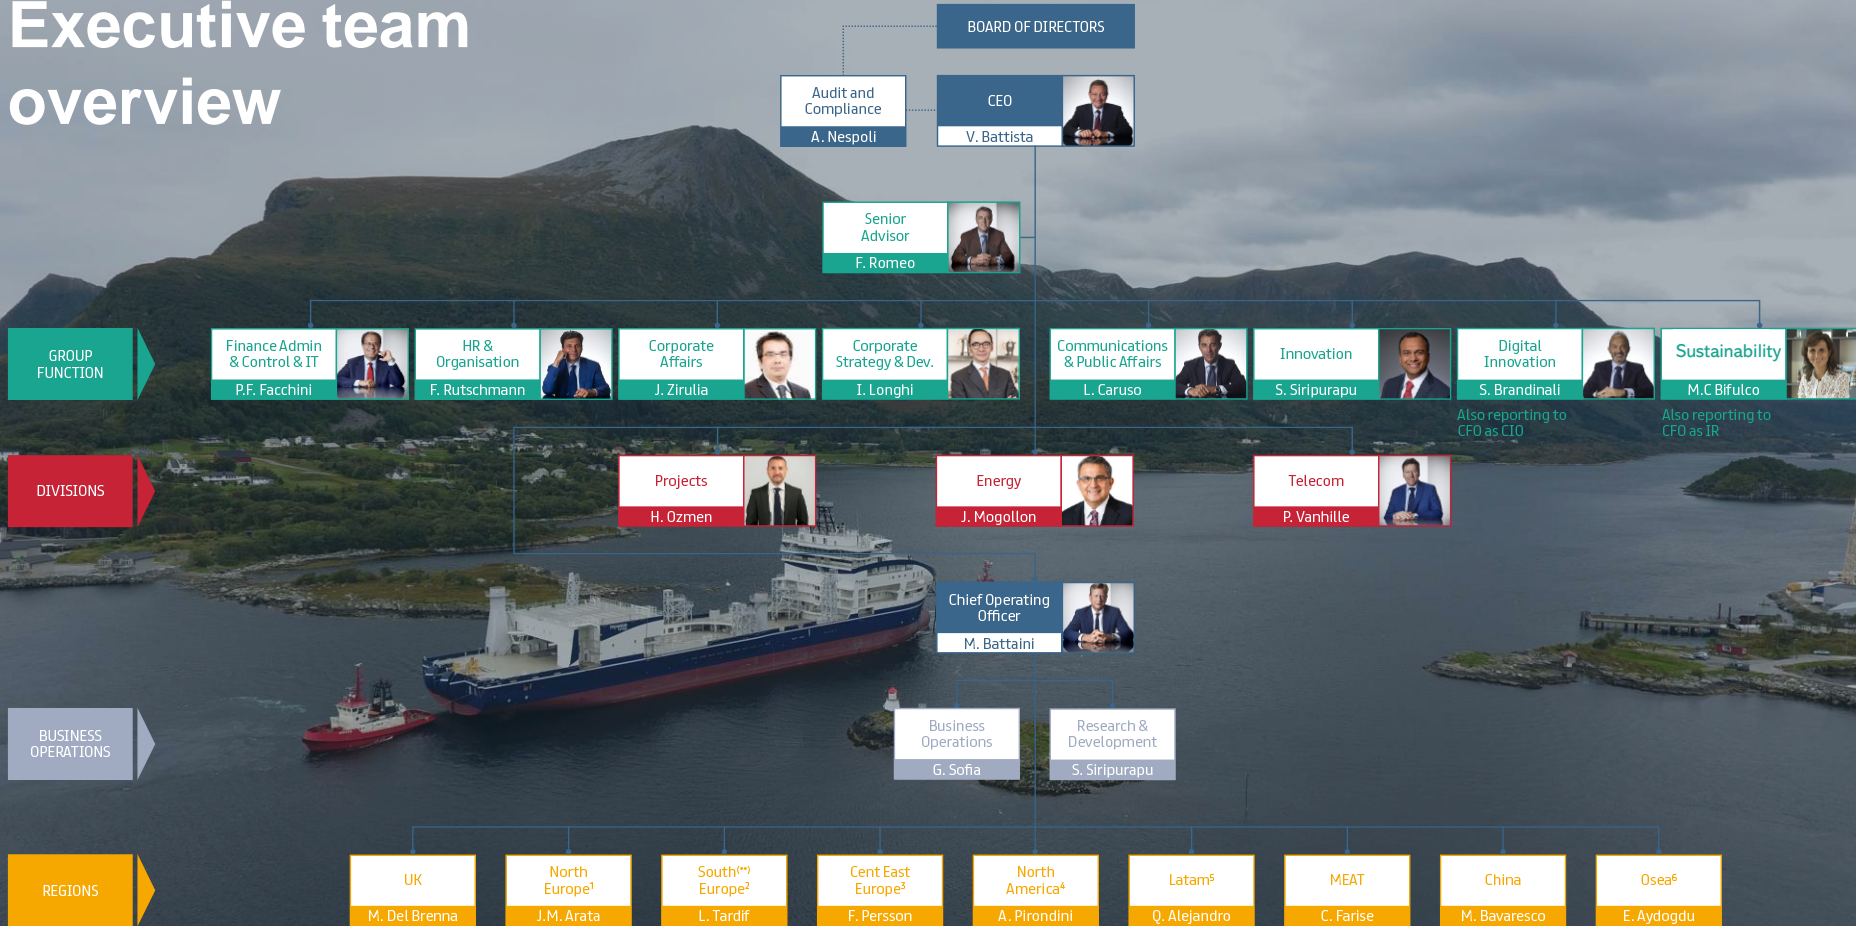 Executive team
overview
BOARD OF DIRECTORS
Audit and
Compliance
A. Nespoli
CEO
V. Battista
Senior
Advisor
F. Romeo
GROUP
FUNCTION
Finance Admin
& Control & IT
P.F. Facchini
HR &
Organisation
F. Rutschmann
Corporate
Affairs
J. Zirulia
Corporate
Strategy & Dev.
I. Longhi
Communications
& Public Affairs
L. Caruso
Innovation
S. Siripurapu
Digital
Innovation
S. Brandinali
Also reporting to
CFO as CIO
Sustainability
M.C Bifulco
Also reporting to
CFO as IR
DIVISIONS
Projects
H. Ozmen
Energy
J. Mogollon
Telecom
P. Vanhille
Chief Operating
Officer
M. Battaini
BUSINESS
OPERATIONS
Business
Operations
G. Sofia
Research &
Development
S. Siripurapu
REGIONS
UK
M. Del Brenna
North
Europe¹
J.M. Arata
South(**)
Europe²
L. Tardif
Cent East
Europe³
F. Persson
North
America⁴
A. Pirondini
Latam⁵
Q. Alejandro
MEAT
C. Farise
China
M. Bavaresco
Osea⁶
E. Aydogdu